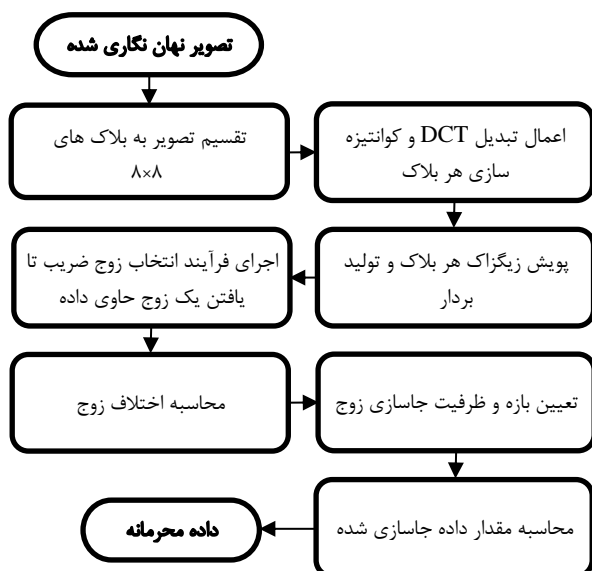 تصویر نهان نگاری شده
تقسیم تصویر به بلاک های
۸×۸
اعمال تبدیل DCT و کوانتیزه
سازی هر بلاک
پویش زیگزاک هر بلاک و تولید
بردار
اجرای فرآیند انتخاب زوج ضریب تا
یافتن یک زوج حاوی داده
محاسبه اختلاف زوج
تعیین بازه و ظرفیت جاسازی زوج
محاسبه مقدار داده جاسازی شده
داده محرمانه